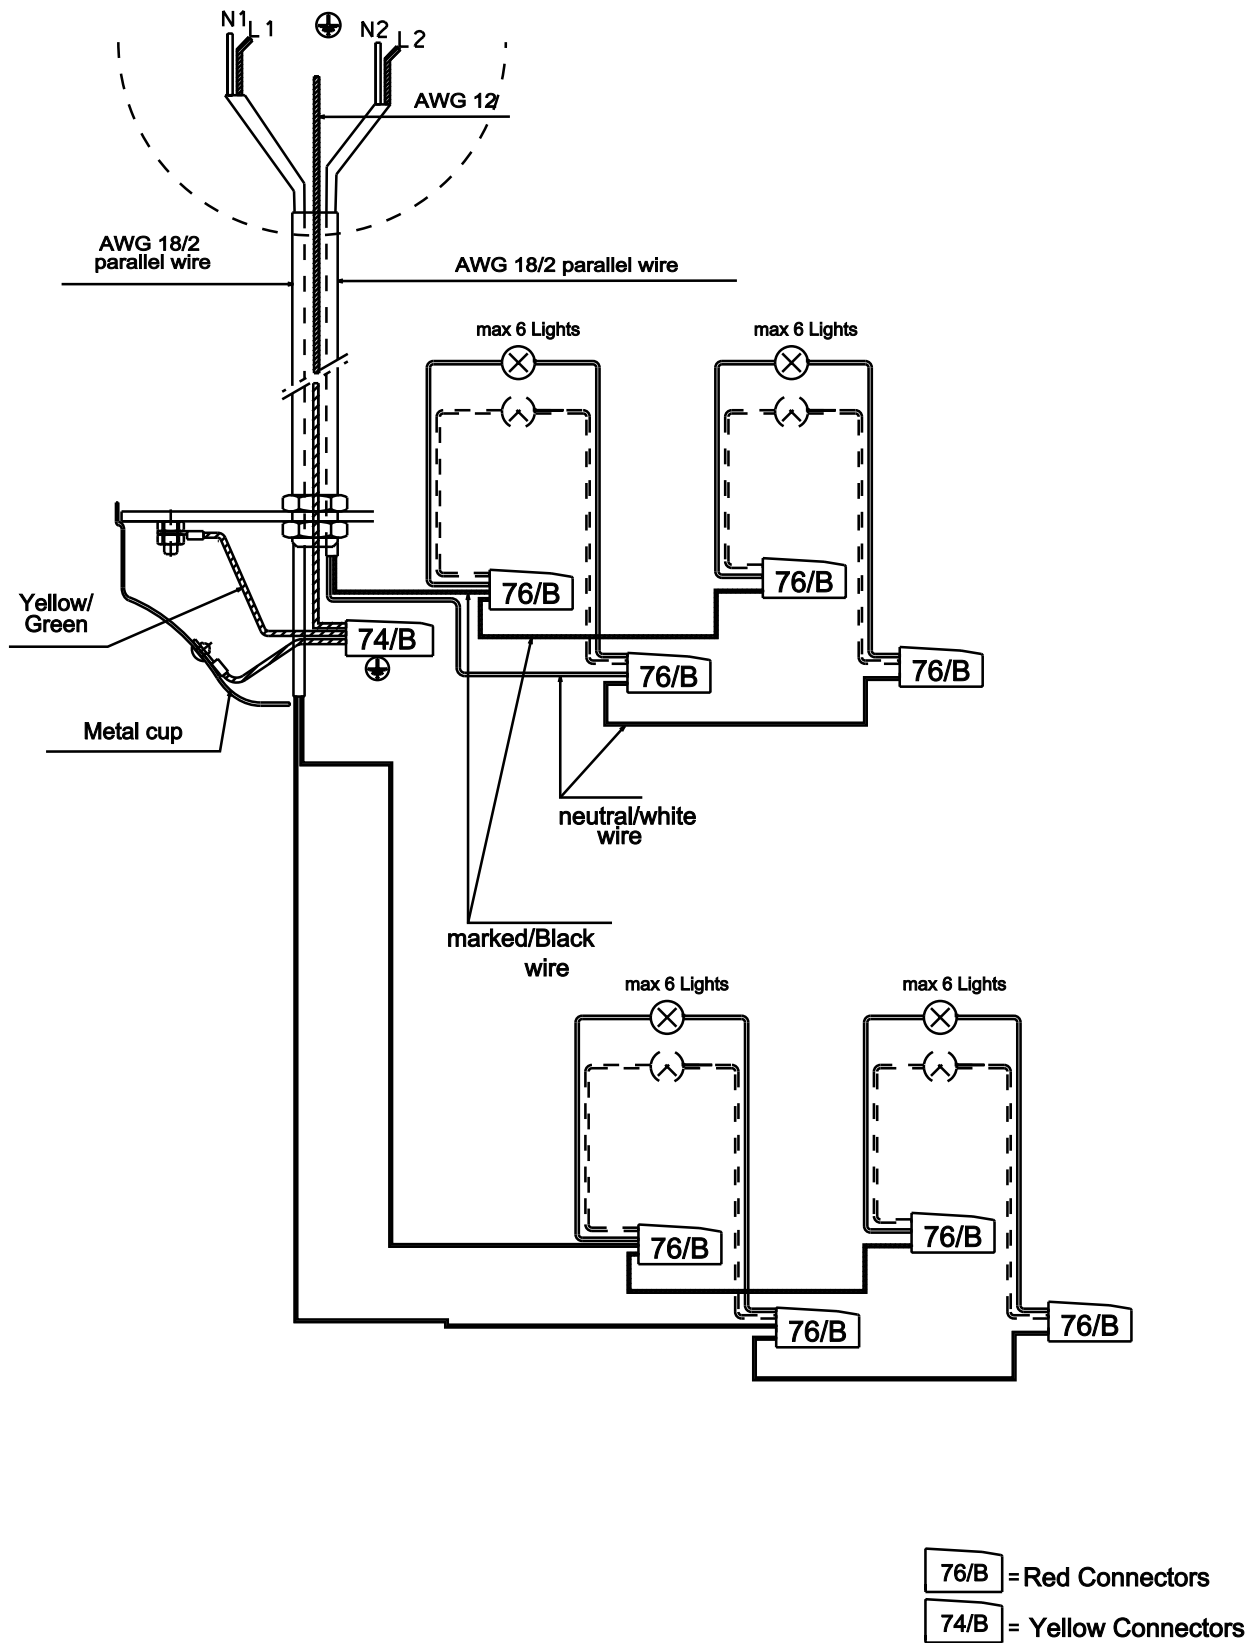 N1 L1 N2 L2
AWG 12
AWG 18/2
parallel wire
AWG 18/2 parallel wire
max 6 Lights
max 6 Lights
76/B
76/B
Yellow/
Green
74/B
76/B
76/B
Metal cup
neutral/white
wire
marked/Black
wire
max 6 Lights
max 6 Lights
76/B
76/B
76/B
76/B
76/B = Red Connectors
74/B = Yellow Connectors